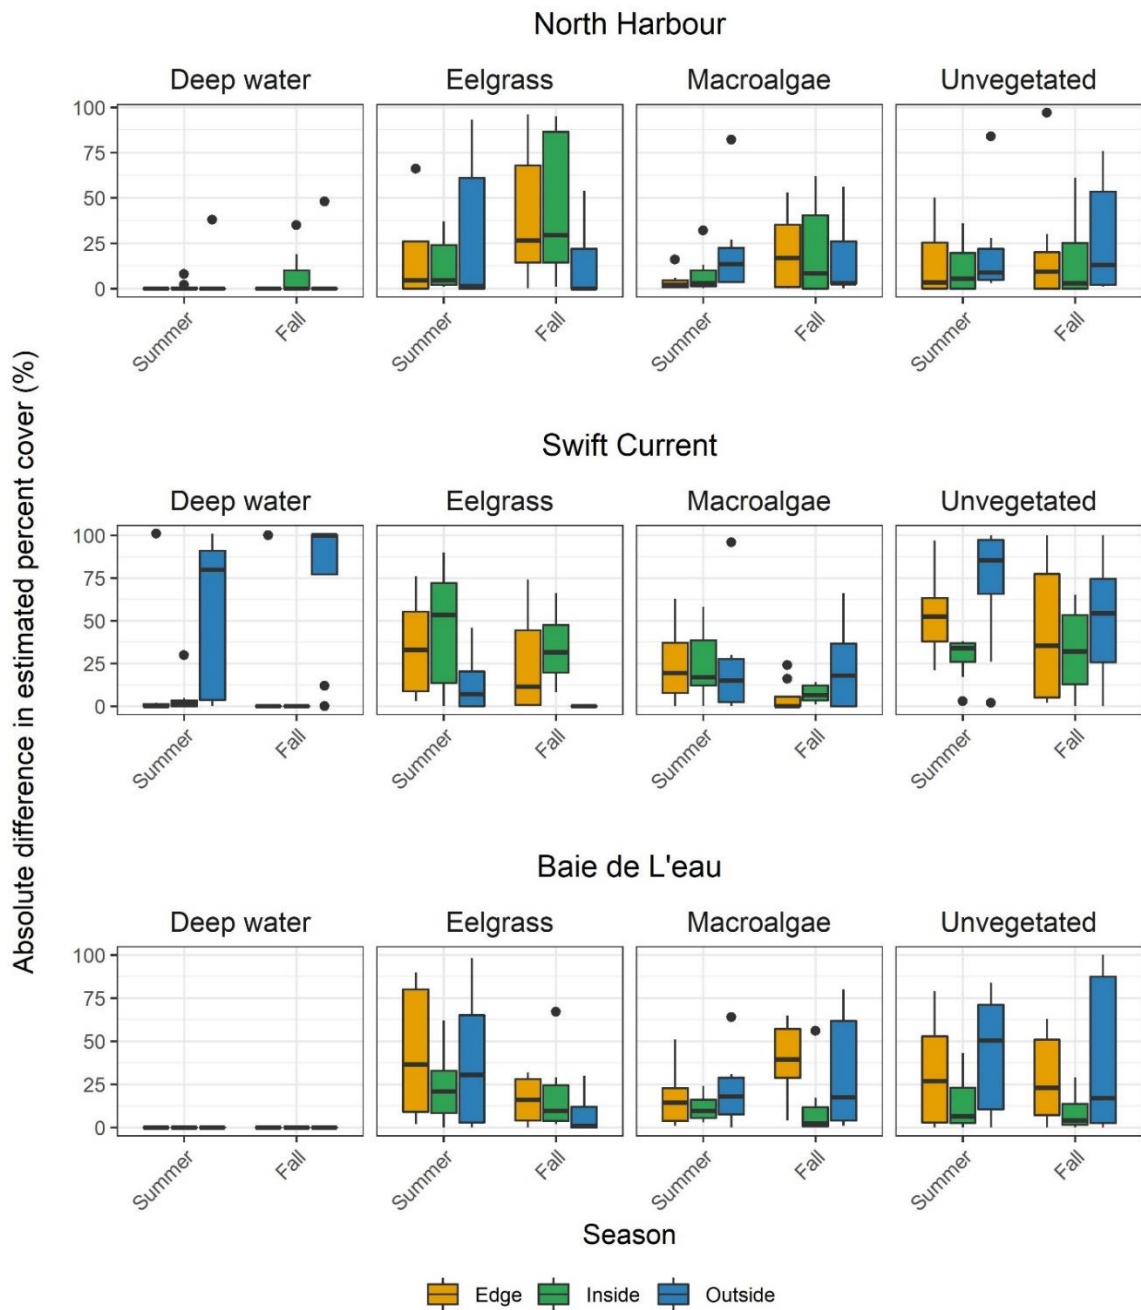 North Harbour
Deep water Eelgrass Macroalgae Unvegetated
100
75
50
25
0
Summer Fall Summer Fall Summer Fall Summer Fall
Absolute difference in estimated percent cover (%)
Swift Current
Deep water Eelgrass Macroalgae Unvegetated
100
75
50
25
0
Summer Fall Summer Fall Summer Fall Summer Fall
Baie de L'eau
Deep water Eelgrass Macroalgae Unvegetated
100
75
50
25
0
Summer Fall Summer Fall Summer Fall Summer Fall
Season
Edge Inside Outside